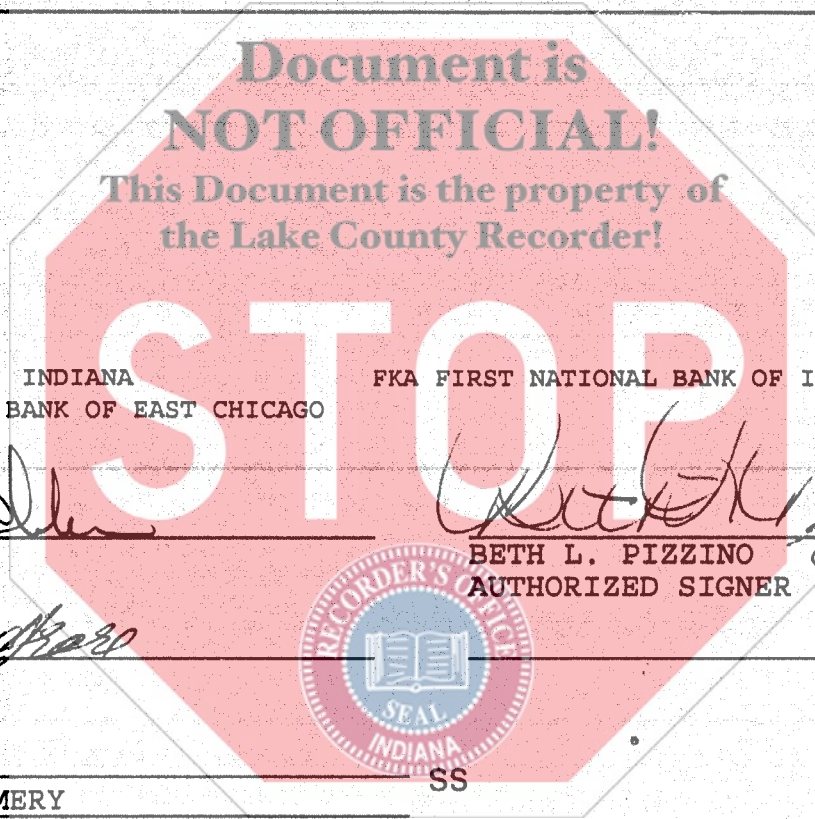 Document is
NOT OFFICIAL!
This Document is the property of
the Lake County Recorder!
STOP
INDIANA FKA FIRST NATIONAL BANK OF I
BANK OF EAST CHICAGO
BETH L. PIZZINO
AUTHORIZED SIGNER
RECORDER'S OFFICE
SEAL
INDIANA
SS
MERY